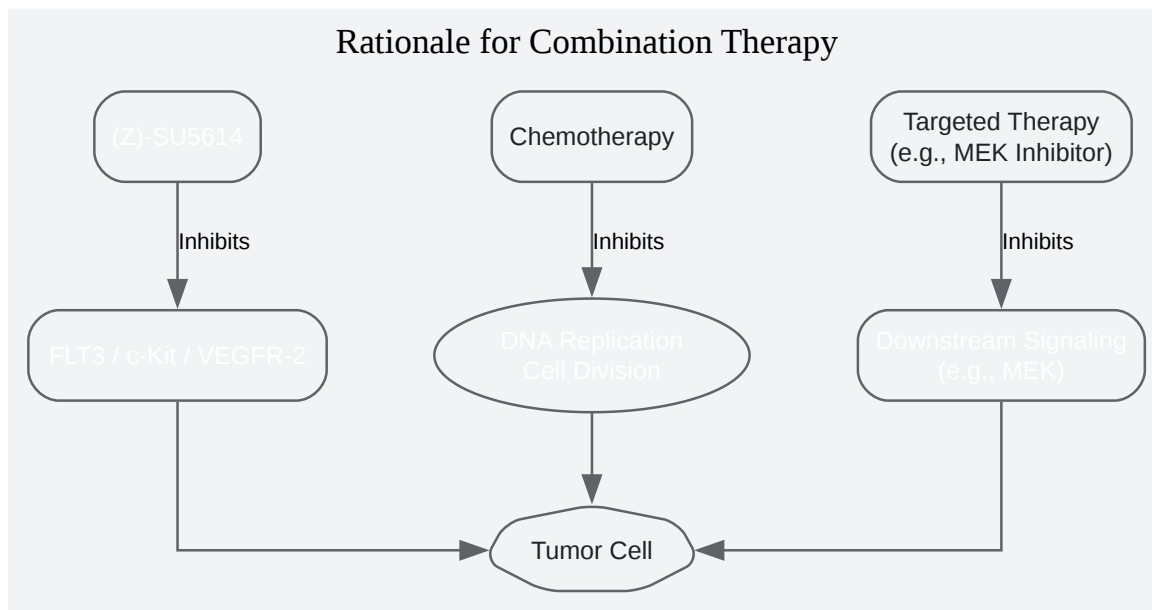 Rationale for Combination Therapy
(Z)-SU5614
Chemotherapy
Targeted Therapy
(e.g., MEK Inhibitor)
Inhibits
Inhibits
Inhibits
FLT3 / c-Kit / VEGFR-2
DNA Replication
Cell Division
Downstream Signaling
(e.g., MEK)
Tumor Cell